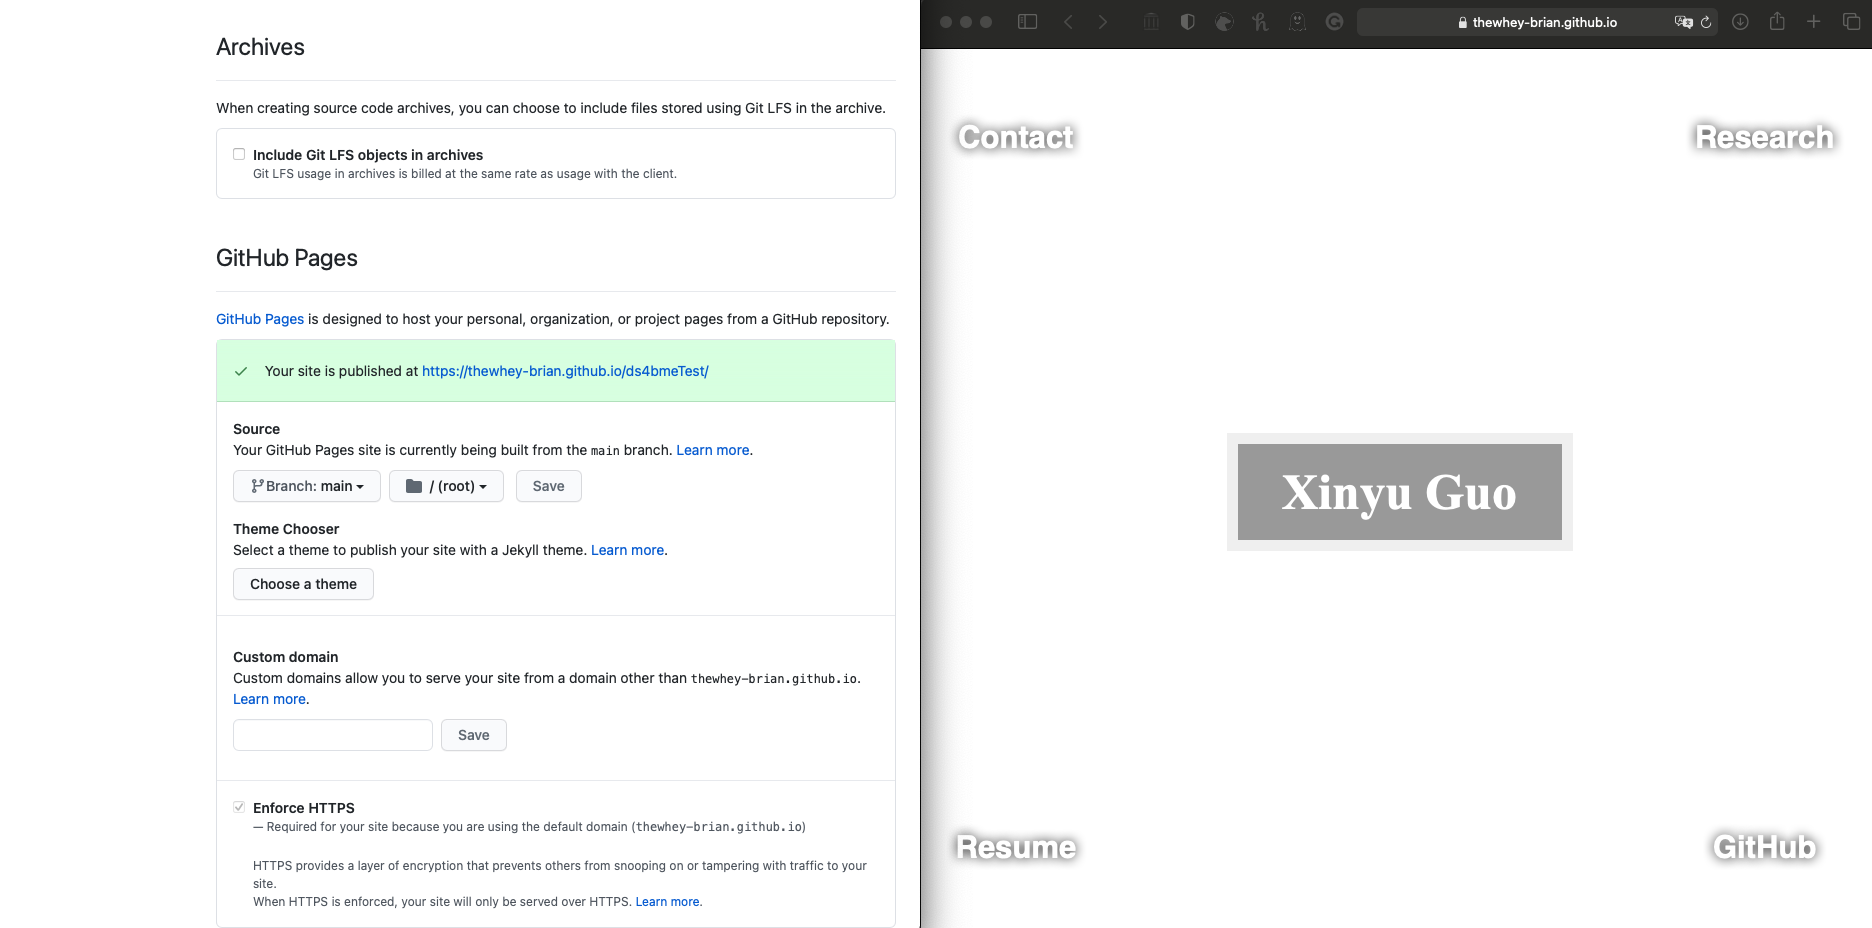 Archives
When creating source code archives, you can choose to include files stored using Git LFS in the archive.
Include Git LFS objects in archives
Git LFS usage in archives is billed at the same rate as usage with the client.
GitHub Pages
GitHub Pages is designed to host your personal, organization, or project pages from a GitHub repository.
Your site is published at https://thewhey-brian.github.io/ds4bmeTest/
Source
Your GitHub Pages site is currently being built from the main branch. Learn more.
Branch: main
/ (root)
Save
Theme Chooser
Select a theme to publish your site with a Jekyll theme. Learn more.
Choose a theme
Custom domain
Custom domains allow you to serve your site from a domain other than thewhey-brian.github.io.
Learn more.
Save
Enforce HTTPS
— Required for your site because you are using the default domain (thewhey-brian.github.io)
HTTPS provides a layer of encryption that prevents others from snooping on or tampering with traffic to your
site.
When HTTPS is enforced, your site will only be served over HTTPS. Learn more.
thewhey-brian.github.io
Contact
Research
Xinyu Guo
Resume
GitHub